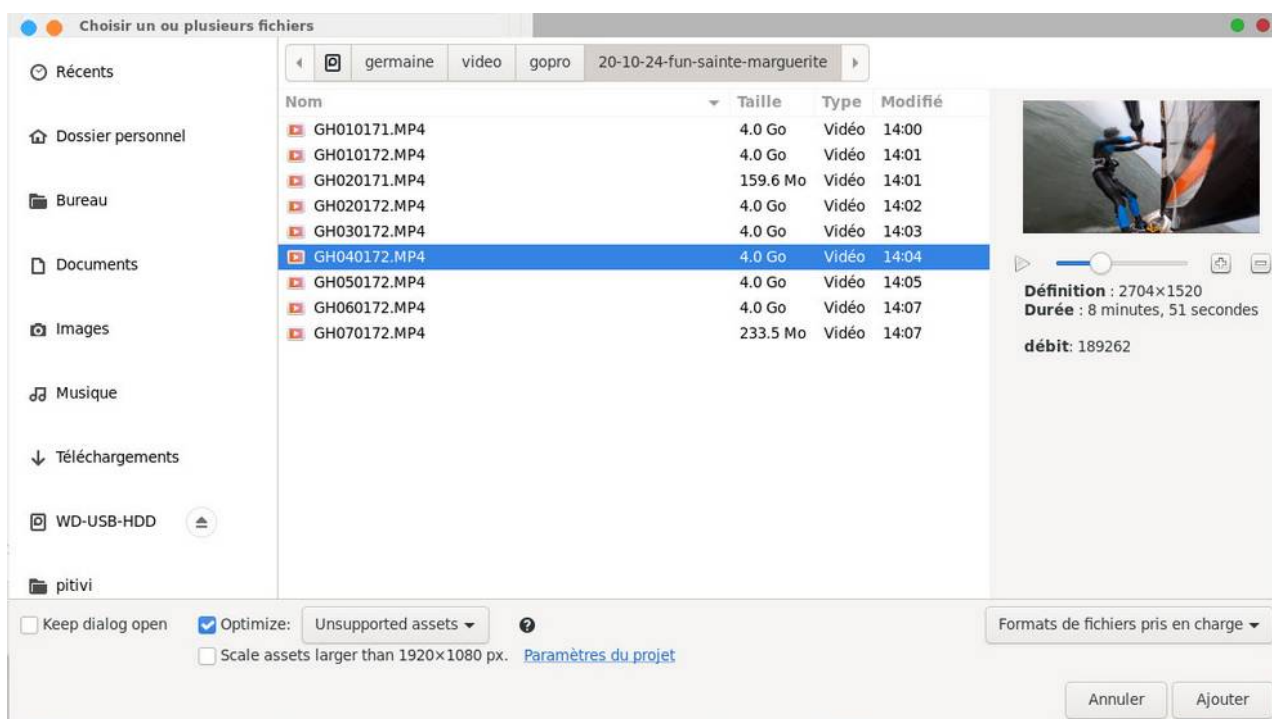 Choisir un ou plusieurs fichiers
Récents
Dossier personnel
Bureau
Documents
Images
Musique
Téléchargements
WD-USB-HDD
pitivi
germaine video gopro 20-10-24-fun-sainte-marguerite
Nom Taille Type Modifié
GH010171.MP4 4.0 Go Vidéo 14:00
GH010172.MP4 4.0 Go Vidéo 14:01
GH020171.MP4 159.6 Mo Vidéo 14:01
GH020172.MP4 4.0 Go Vidéo 14:02
GH030172.MP4 4.0 Go Vidéo 14:03
GH040172.MP4 4.0 Go Vidéo 14:04
GH050172.MP4 4.0 Go Vidéo 14:05
GH060172.MP4 4.0 Go Vidéo 14:07
GH070172.MP4 233.5 Mo Vidéo 14:07
Définition : 2704×1520
Durée : 8 minutes, 51 secondes
débit: 189262
Keep dialog open Optimize: Unsupported assets Formats de fichiers pris en charge
Scale assets larger than 1920×1080 px. Paramètres du projet
Annuler Ajouter